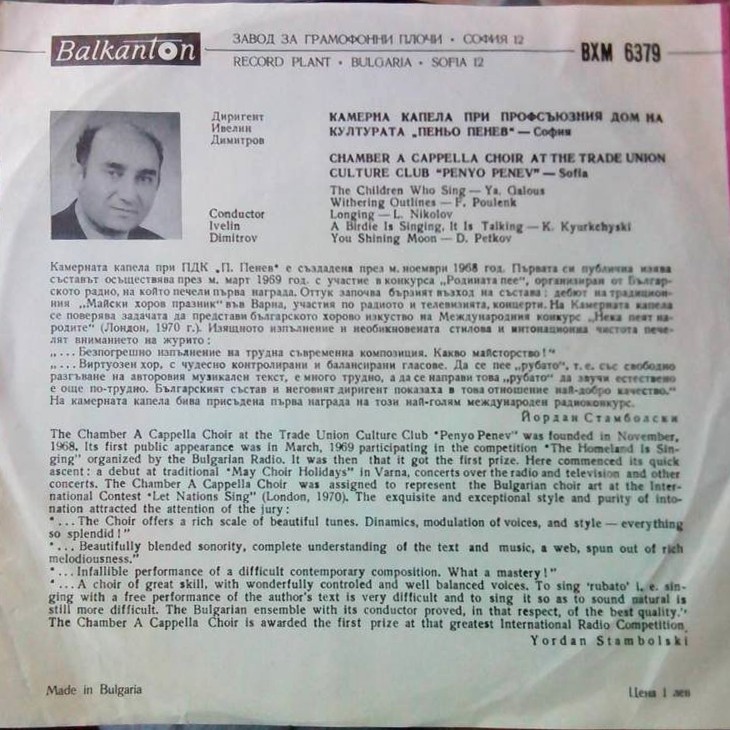 Balkanton
ЗАВОД ЗА ГРАМОФОННИ ПЛОЧИ • СОФИЯ 12
RECORD PLANT • BULGARIA • SOFIA 12
ВХМ 6379
Диригент
Ивелин
Димитров
КАМЕРНА КАПЕЛА ПРИ ПРОФСЪЮЗНИЯ ДОМ НА
КУЛТУРАТА „ПЕНЬО ПЕНЕВ“ — София
CHAMBER A CAPPELLA CHOIR AT THE TRADE UNION
CULTURE CLUB "PENYO PENEV" — Sofia
The Children Who Sing — Ya. Galous
Withering Outlines — F. Poulenk
Conductor
Ivelin
Dimitrov
Longing — L. Nikolov
A Birdie Is Singing, It Is Talking — K. Kyurkchyski
You Shining Moon — D. Petkov
Камерната капела при ПДК „П. Пенев“ е създадена през м. ноември 1968 год. Първата си публична изява
съставът осъществява през м. март 1969 год. с участие в конкурса „Родината пее“, организиран от Българ-
ското радио, на който печели първа награда. Оттук започва бързият възход на състава: дебют на традицион-
ния „Майски хоров празник“ във Варна, участия по радиото и телевизията, концерти. На Камерната капела
се поверява задачата да представи българското хорово изкуство на Международния конкурс „Нека пеят на-
родите“ (Лондон, 1970 г.). Изящното изпълнение и необикновената стилова и интонационна чистота пече-
лят вниманието на журито:
„... Безпогрешно изпълнение на трудна съвременна композиция. Какво майсторство!“
„... Виртуозен хор, с чудесно контролирани и балансирани гласове. Да се пее „рубато“, т. е. със свободно
разгъване на авторовия музикален текст, е много трудно, а да се направи това „рубато“ да звучи естествено
е още по-трудно. Българският състав и неговият диригент показаха в това отношение най-добро качество.“
На камерната капела бива присъдена първа награда на този най-голям международен радиоконкурс.
Йордан Стамболски
The Chamber A Cappella Choir at the Trade Union Culture Club "Penyo Penev" was founded in November,
1968. Its first public appearance was in March, 1969 participating in the competition "The Homeland Is Sin-
ging" organized by the Bulgarian Radio. It was then that it got the first prize. Here commenced its quick
ascent: a debut at traditional "May Choir Holidays" in Varna, concerts over the radio and television and other
concerts. The Chamber A Cappella Choir was assigned to represent the Bulgarian choir art at the Inter-
national Contest "Let Nations Sing" (London, 1970). The exquisite and exceptional style and purity of into-
nation attracted the attention of the jury:
"... The Choir offers a rich scale of beautiful tunes. Dinamics, modulation of voices, and style — everything
so splendid!"
"... Beautifully blended sonority, complete understanding of the text and music, a web, spun out of rich
melodiousness."
"... Infallible performance of a difficult contemporary composition. What a mastery!"
"... A choir of great skill, with wonderfully controled and well balanced voices. To sing 'rubato' i. e. sin-
ging with a free performance of the author's text is very difficult and to sing it so as to sound natural is
still more difficult. The Bulgarian ensemble with its conductor proved, in that respect, of the best quality."
The Chamber A Cappella Choir is awarded the first prize at that greatest International Radio Competition.
Yordan Stambolski
Made in Bulgaria
Цена 1 лев